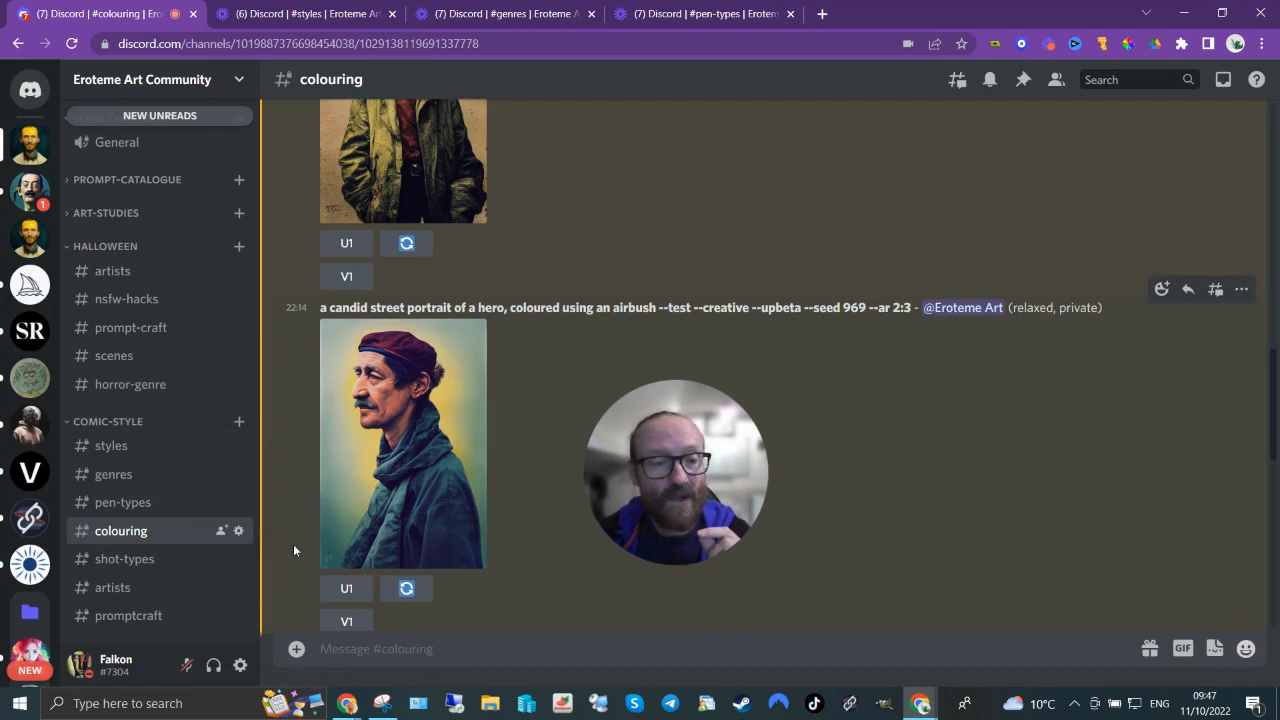 (7) Discord | #colouring | Ero
(6) Discord | #styles | Eroteme Ar
(7) Discord | #genres | Eroteme A
(7) Discord | #pen-types | Erotem
discord.com/channels/1019887376698454038/1029138119691337778
Eroteme Art Community
colouring
Search
NEW UNREADS
General
PROMPT-CATALOGUE
ART-STUDIES
HALLOWEEN
artists
nsfw-hacks
prompt-craft
scenes
horror-genre
COMIC-STYLE
styles
genres
pen-types
colouring
shot-types
artists
promptcraft
1
SR
V
NEW
Falkon
#7304
U1
V1
22:14 a candid street portrait of a hero, coloured using an airbush --test --creative --upbeta --seed 969 --ar 2:3 - @Eroteme Art (relaxed, private)
U1
V1
Message #colouring
GIF
Type here to search
10°C
ENG
09:47
11/10/2022
1